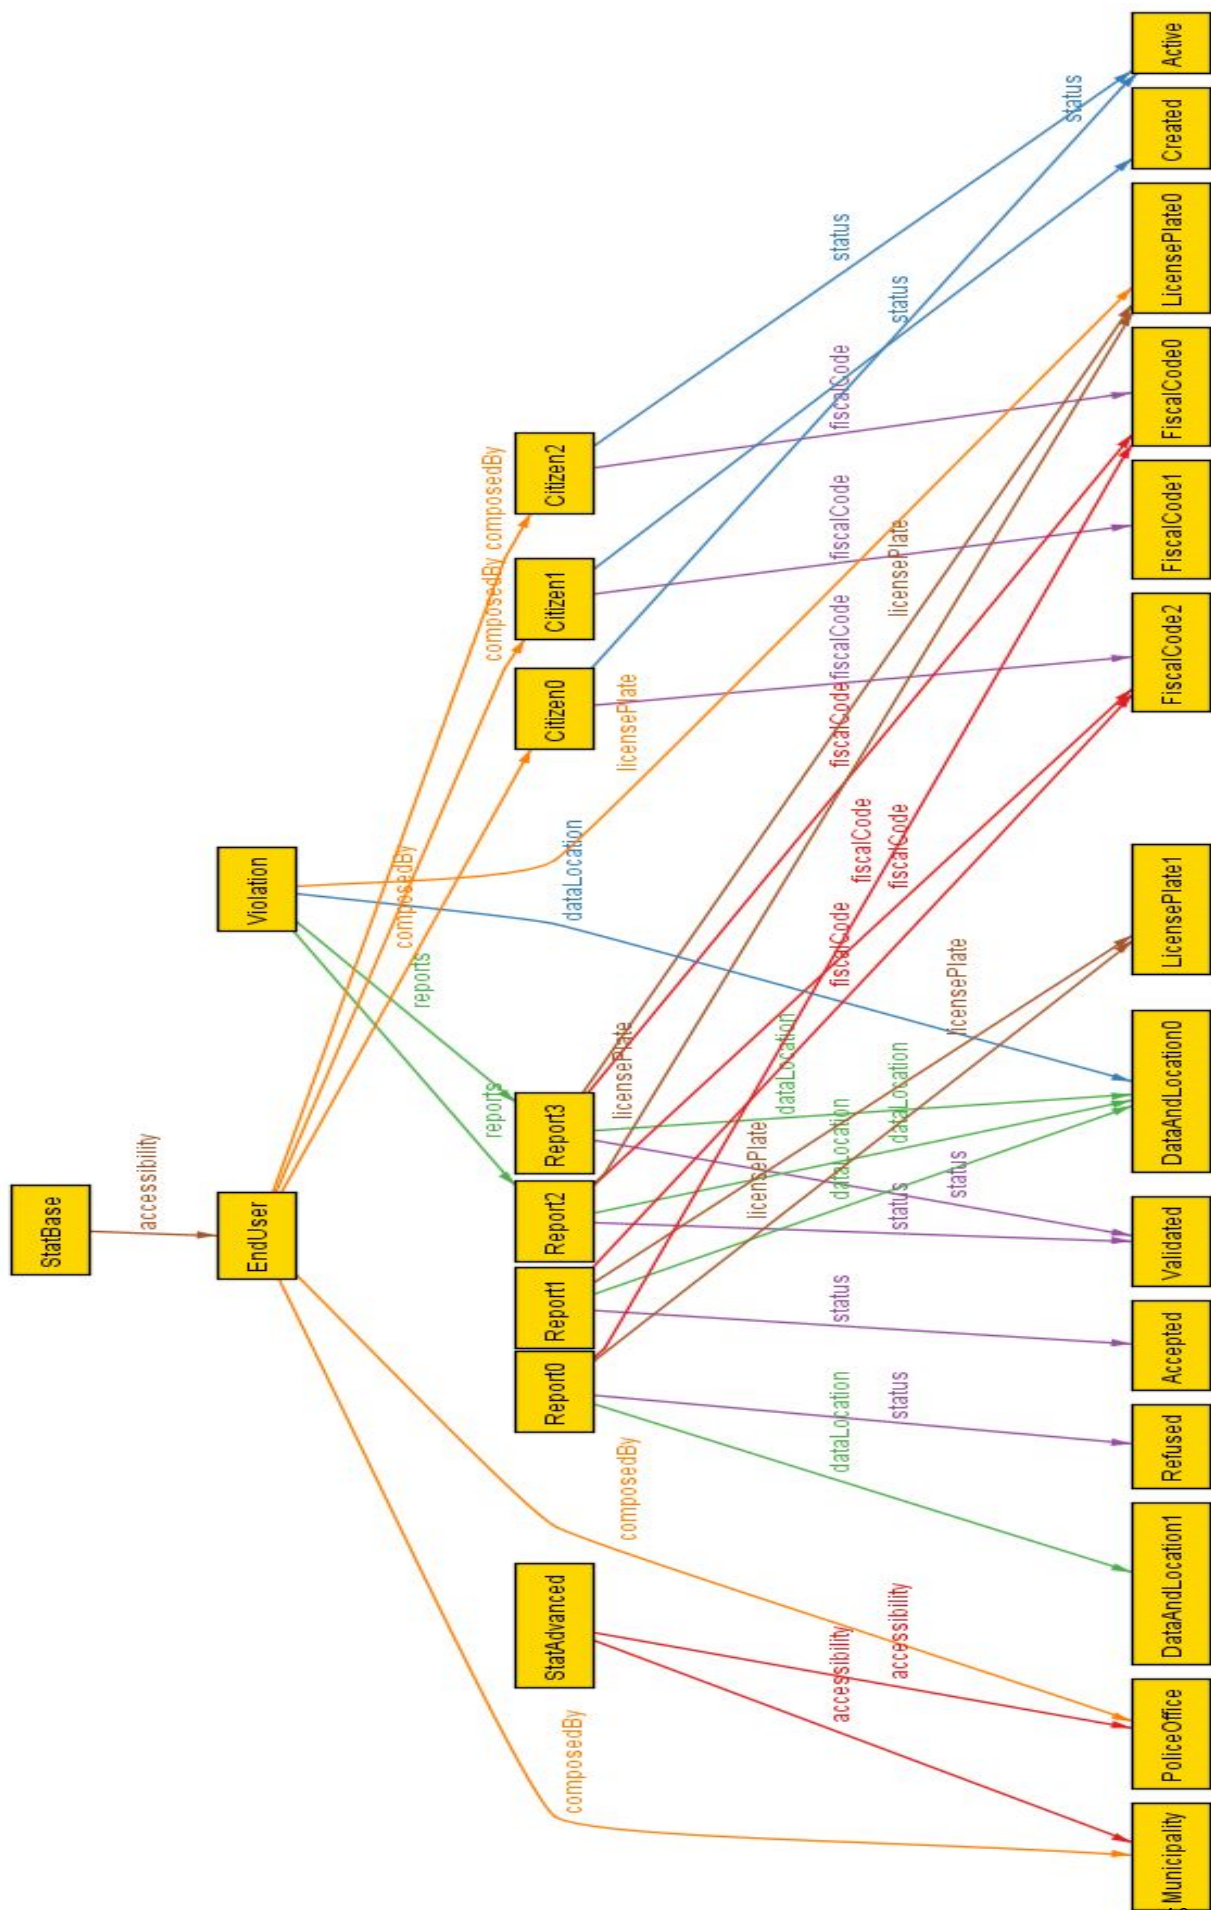 StatBase
accessibility
EndUser
Violation
composedBy
reports
reports
dataLocation
licensePlate
composedBy
composedBy
composedBy
composedBy
StatAdvanced
Report0
Report1
Report2
Report3
Citizen0
Citizen1
Citizen2
licensePlate
licensePlate
dataLocation
dataLocation
dataLocation
dataLocation
licensePlate
licensePlate
accessibility
accessibility
status
status
status
status
fiscalCode
fiscalCode
fiscalCode
fiscalCode
fiscalCode
fiscalCode
fiscalCode
status
status
status
Municipality
PoliceOffice
DataAndLocation1
Refused
Accepted
Validated
DataAndLocation0
LicensePlate1
FiscalCode2
FiscalCode1
FiscalCode0
LicensePlate0
Created
Active